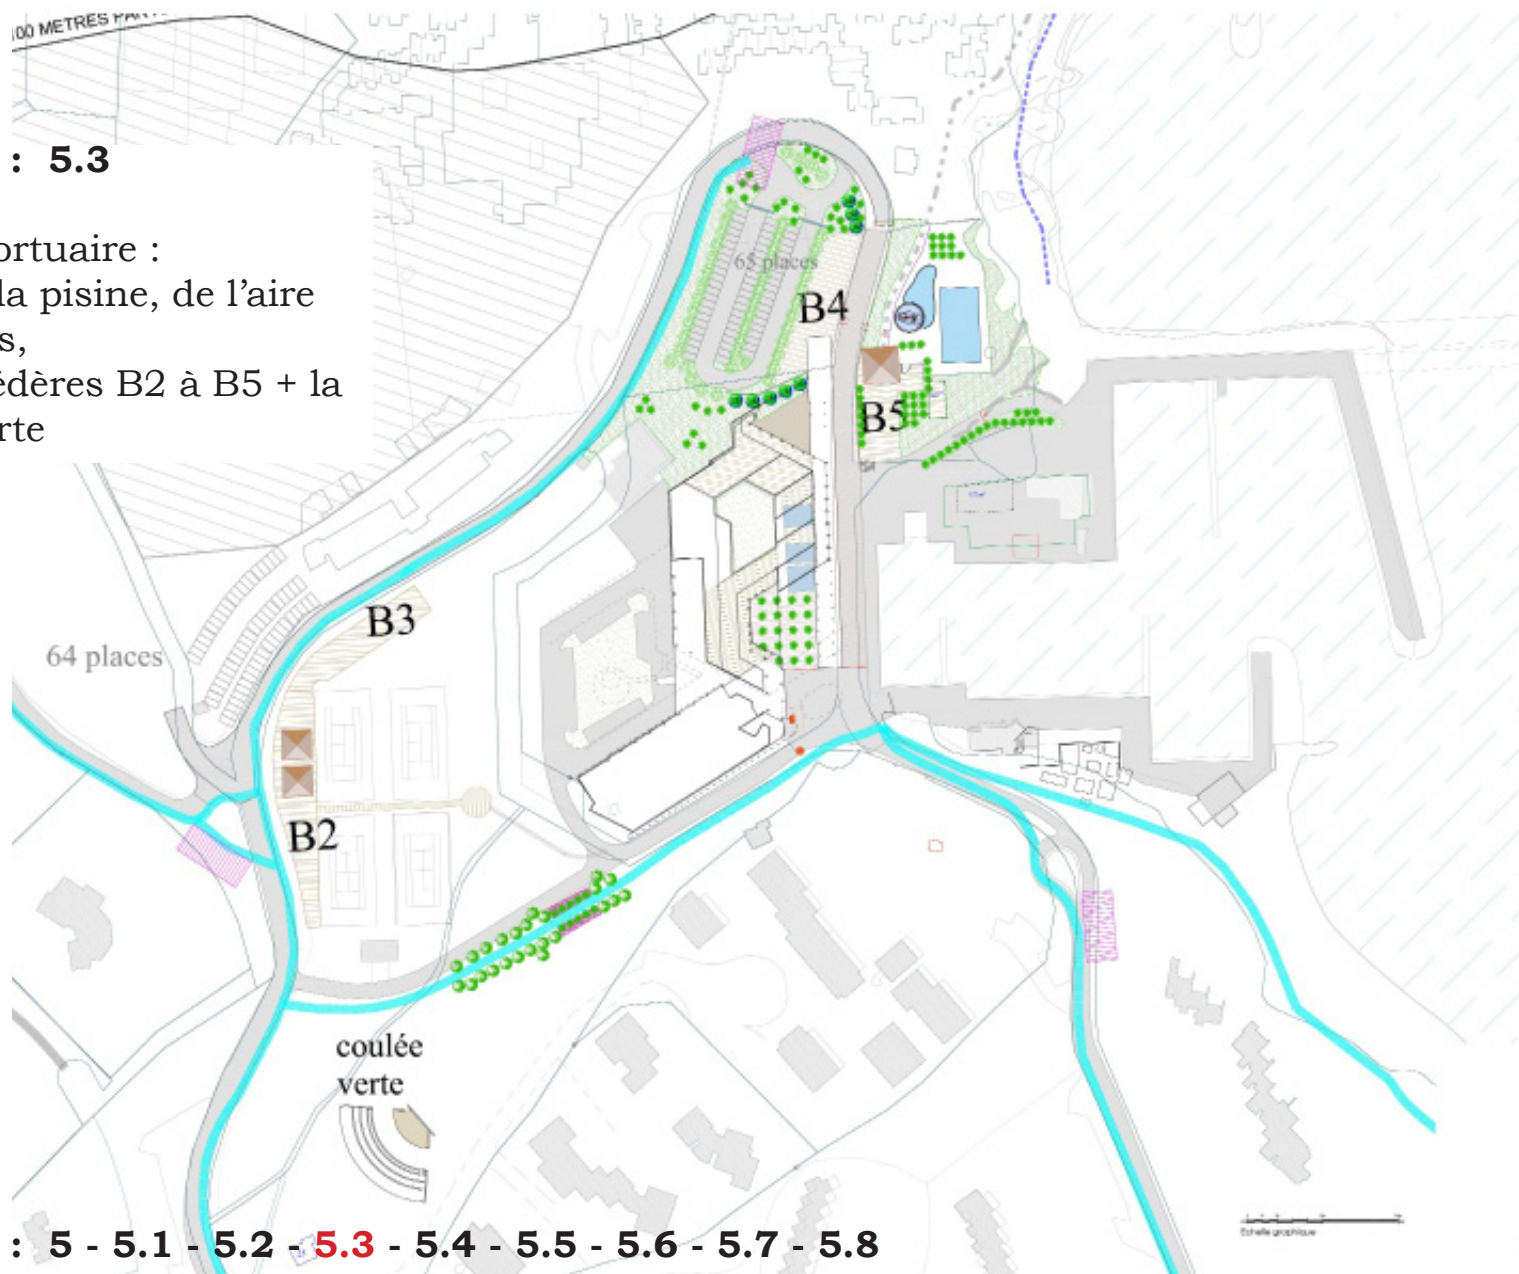 00 METRES PAR
: 5.3
ortuaire :
la pisine, de l'aire
s,
édères B2 à B5 + la
rte
65 places
B4
B5
B3
64 places
B2
coulée
verte
Echelle graphique
: 5 - 5.1 - 5.2 - 5.3 - 5.4 - 5.5 - 5.6 - 5.7 - 5.8